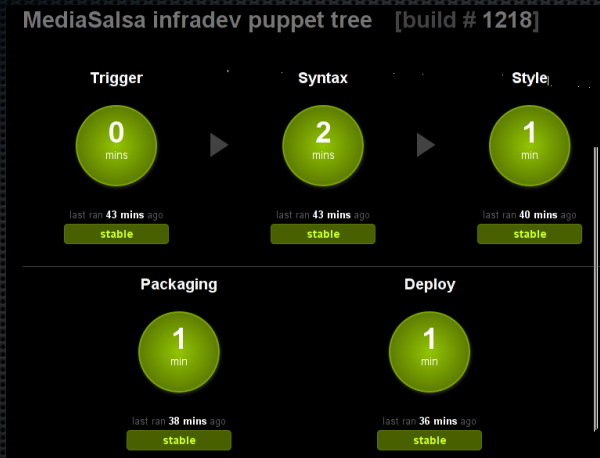 MediaSalsa infradev puppet tree [build # 1218]
Trigger Syntax Style
0 2 1
mins mins min
last ran 43 mins ago last ran 43 mins ago last ran 40 mins ago
stable stable stable
Packaging Deploy
1 1
min min
last ran 38 mins ago last ran 36 mins ago
stable stable